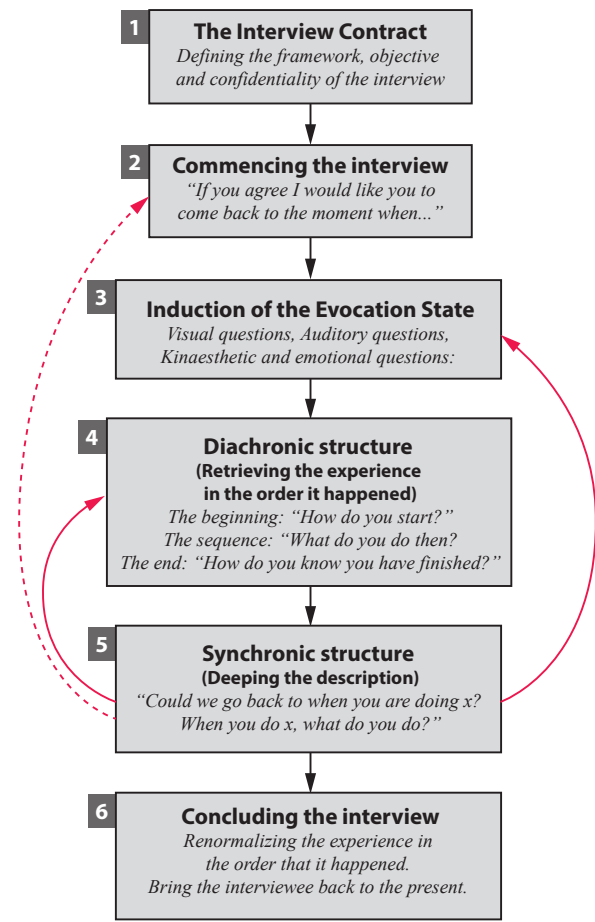 1
The Interview Contract
Defining the framework, objective
and confidentiality of the interview
2
Commencing the interview
“If you agree I would like you to
come back to the moment when...”
3
Induction of the Evocation State
Visual questions, Auditory questions,
Kinaesthetic and emotional questions:
4
Diachronic structure
(Retrieving the experience
in the order it happened)
The beginning: “How do you start?”
The sequence: “What do you do then?
The end: “How do you know you have finished?”
5
Synchronic structure
(Deeping the description)
“Could we go back to when you are doing x?
When you do x, what do you do?”
6
Concluding the interview
Renormalizing the experience in
the order that it happened.
Bring the interviewee back to the present.